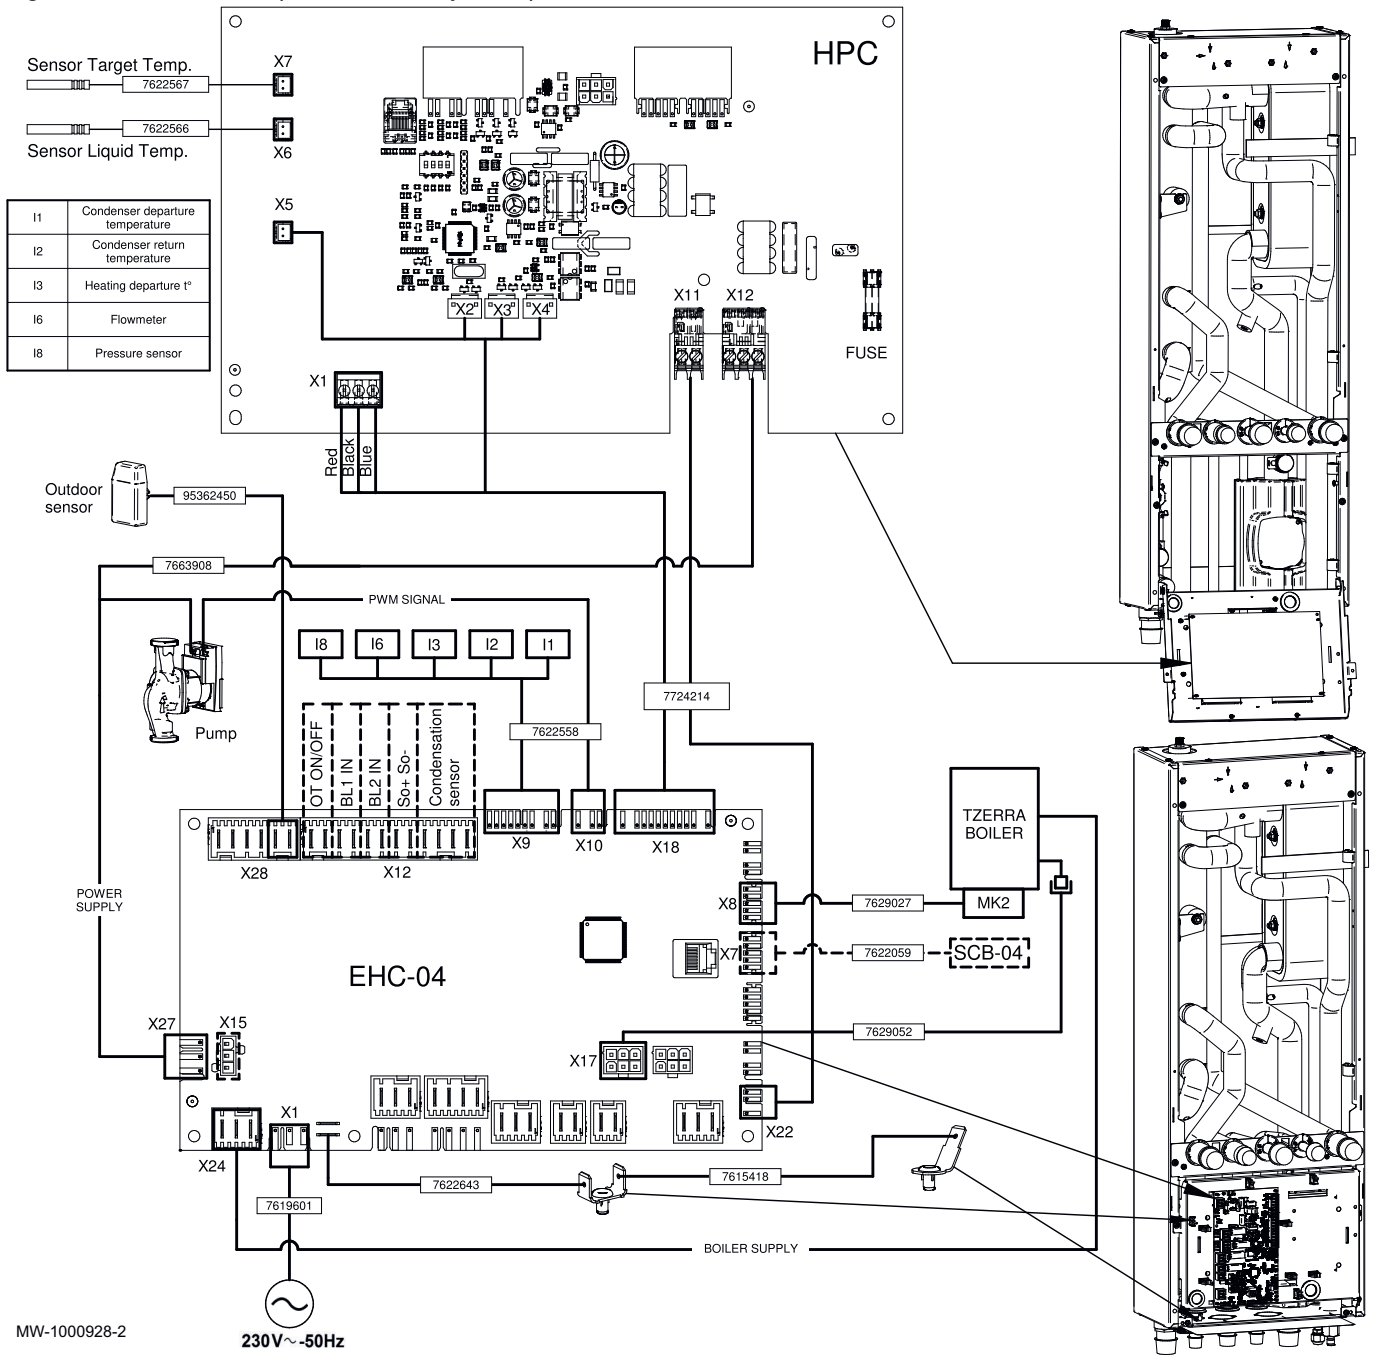 HPC
Sensor Target Temp.
7622567
X7
7622566
X6
Sensor Liquid Temp.
I1 Condenser departure temperature
I2 Condenser return temperature
I3 Heating departure t°
I6 Flowmeter
I8 Pressure sensor
X5
X2
X3
X4
X11
X12
FUSE
X1
Red
Black
Blue
Outdoor sensor
95362450
7663908
PWM SIGNAL
I8
I6
I3
I2
I1
Pump
7724214
7622558
OT ON/OFF
BL1 IN
BL2 IN
So+ So-
Condensation sensor
TZERRA BOILER
X9
X10
X18
X28
X12
POWER SUPPLY
X8
7629027
MK2
X7
7622059
SCB-04
EHC-04
X27
X15
X17
7629052
X24
X1
X22
7622643
7615418
7619601
BOILER SUPPLY
230V~-50Hz
MW-1000928-2